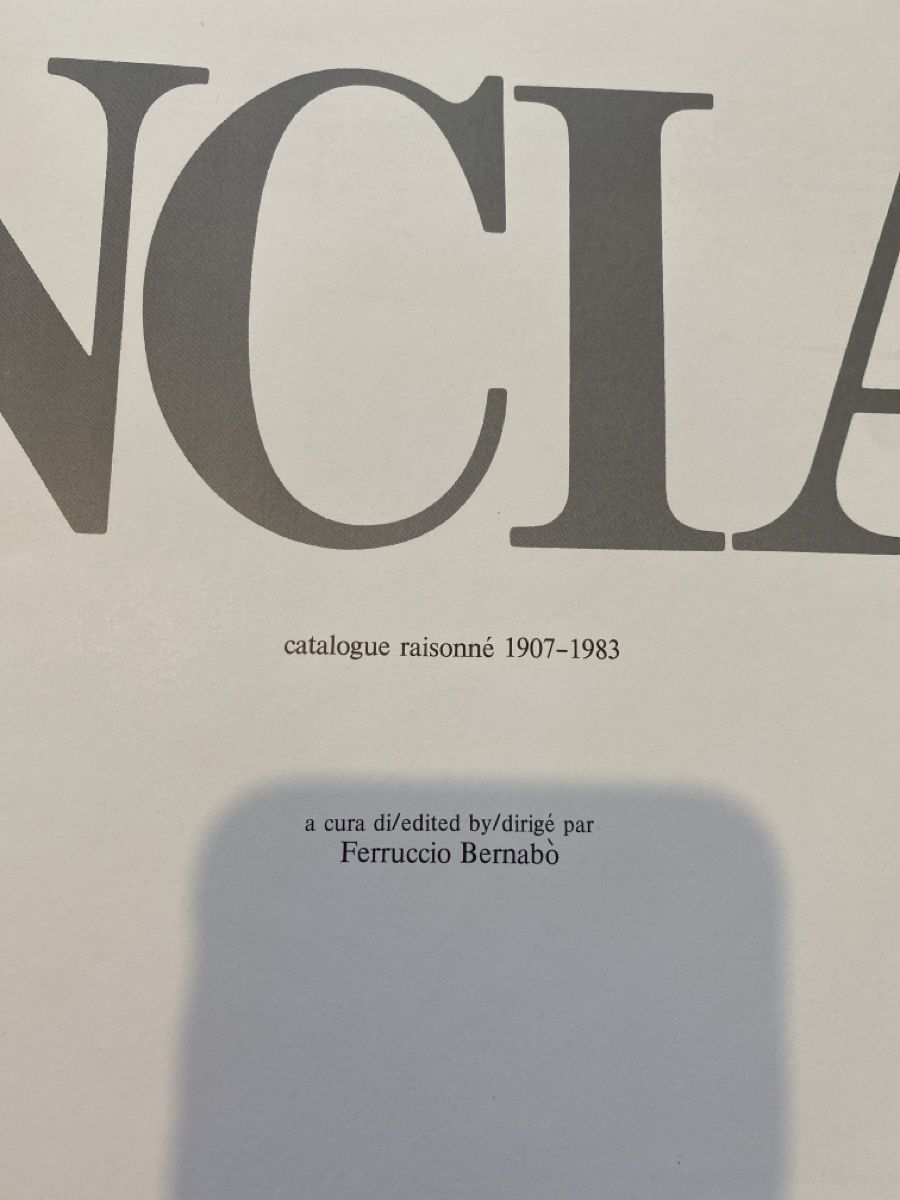 NCIA
catalogue raisonné 1907–1983
a cura di/edited by/dirigé par
Ferruccio Bernabò